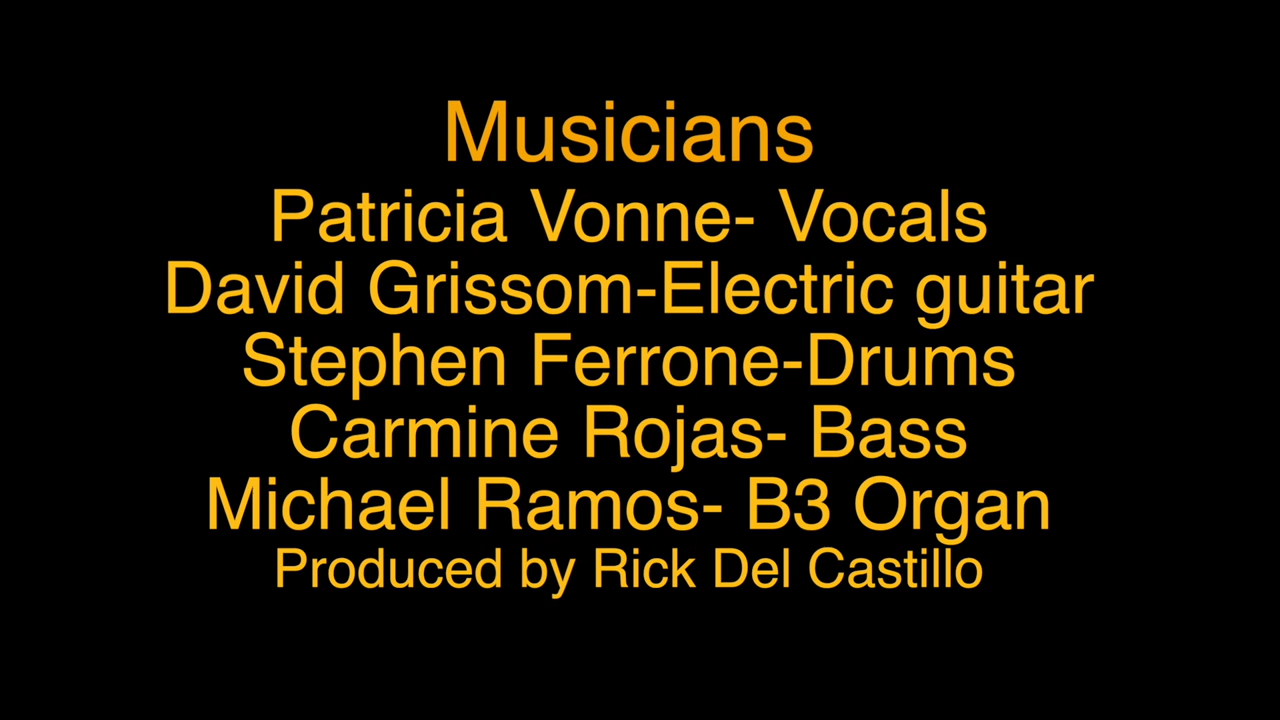 Musicians
Patricia Vonne- Vocals
David Grissom-Electric guitar
Stephen Ferrone-Drums
Carmine Rojas- Bass
Michael Ramos- B3 Organ
Produced by Rick Del Castillo